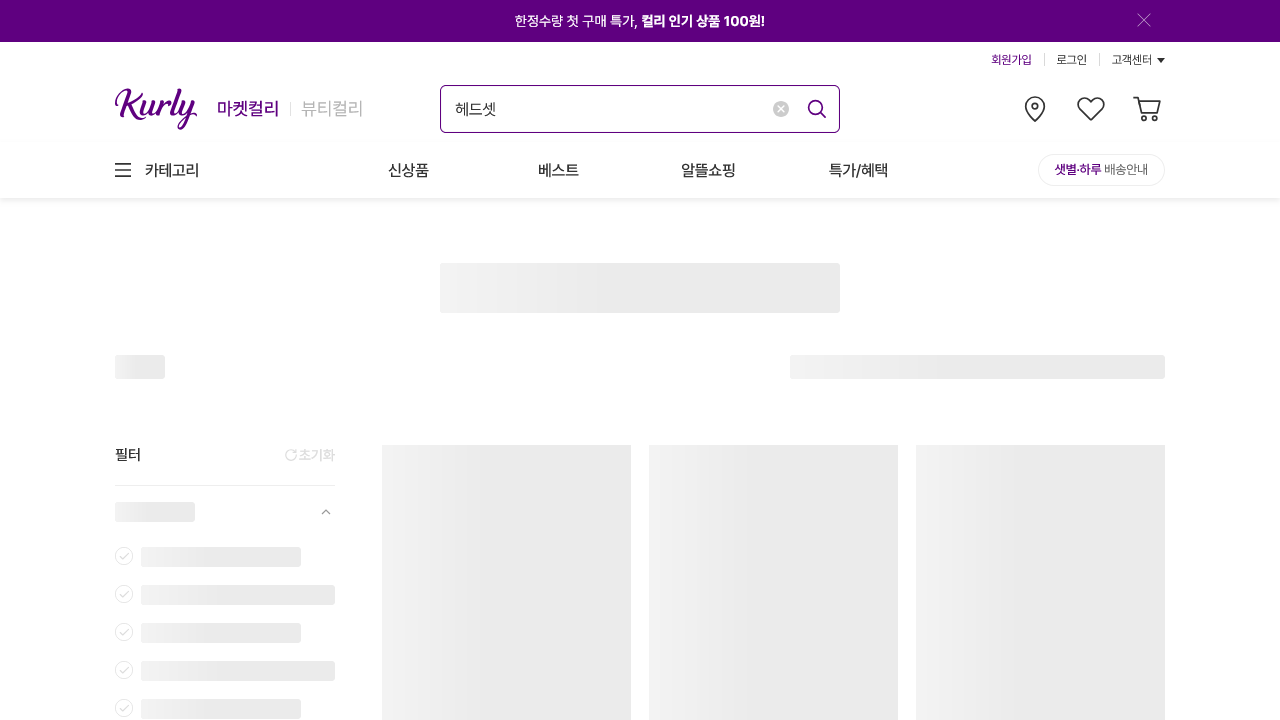 한정수량 첫 구매 특가, 컬리 인기 상품 100원!
회원가입
로그인
고객센터
Kurly
마켓컬리
뷰티컬리
헤드셋
카테고리
신상품
베스트
알뜰쇼핑
특가/혜택
샛별·하루 배송안내
필터
초기화